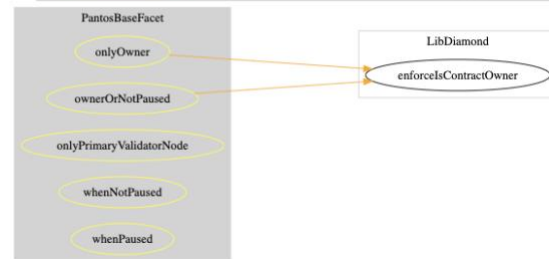 PantosBaseFacet
onlyOwner
ownerOrNotPaused
onlyPrimaryValidatorNode
whenNotPaused
whenPaused
LibDiamond
enforceIsContractOwner